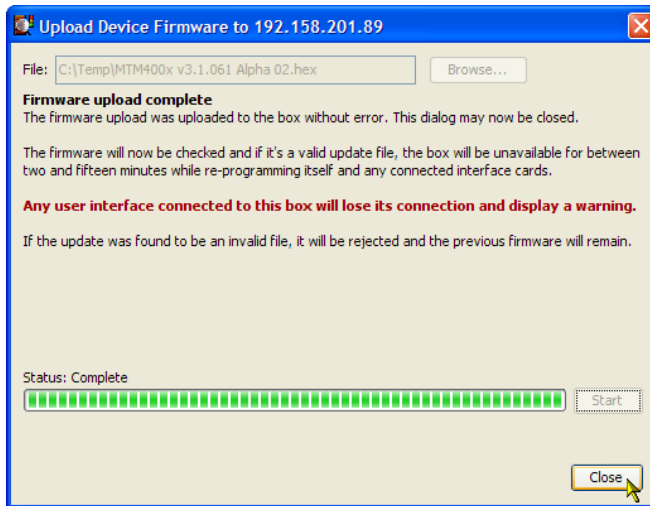 Upload Device Firmware to 192.158.201.89
File: C:\Temp\MTM400x v3.1.061 Alpha 02.hex Browse...
Firmware upload complete
The firmware upload was uploaded to the box without error. This dialog may now be closed.
The firmware will now be checked and if it's a valid update file, the box will be unavailable for between
two and fifteen minutes while re-programming itself and any connected interface cards.
Any user interface connected to this box will lose its connection and display a warning.
If the update was found to be an invalid file, it will be rejected and the previous firmware will remain.
Status: Complete
Start
Close